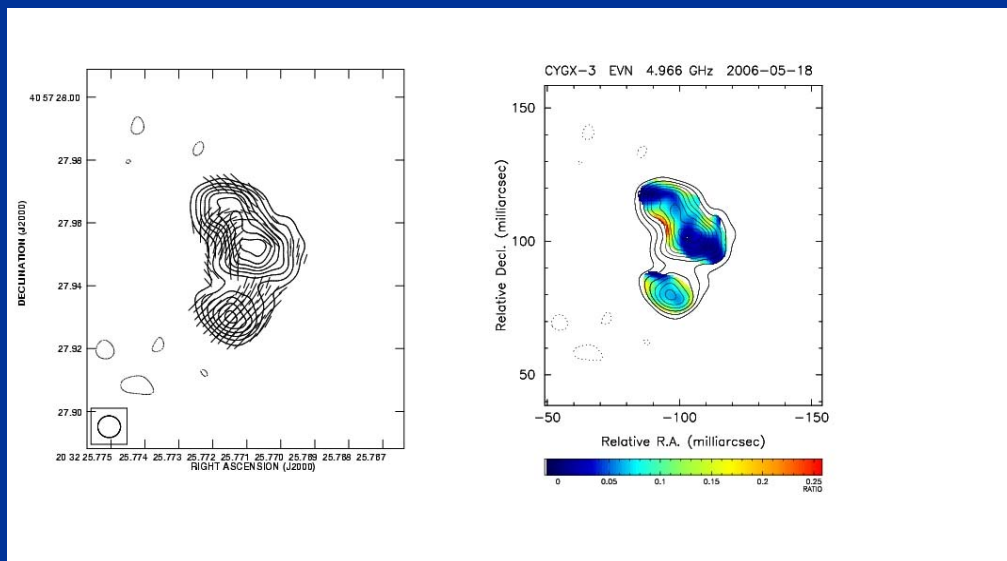 40 57 28.00
27.98
27.98
27.94
27.92
27.90
DECLINATION (J2000)
20 32 25.775 25.774 25.773 25.772 25.771 25.770 25.769 25.768 25.767
RIGHT ASCENSION (J2000)
CYGX-3 EVN 4.966 GHz 2006-05-18
150
100
50
Relative Decl. (milliarcsec)
-50 -100 -150
Relative R.A. (milliarcsec)
0 0.05 0.1 0.15 0.2 0.25
RATIO